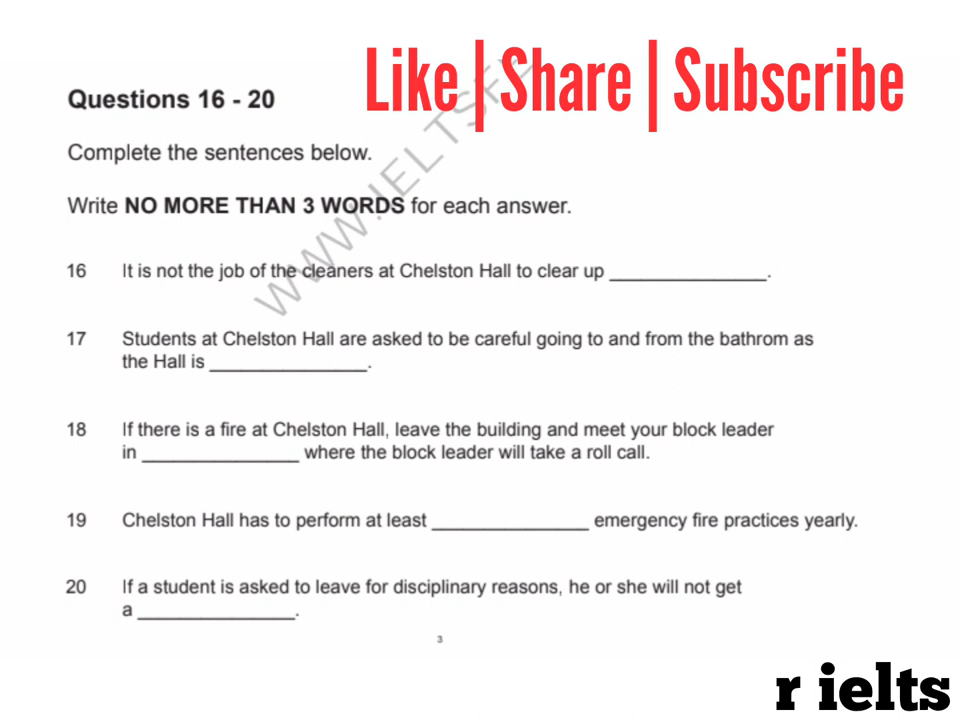 Like|Share|Subscribe
Questions 16 - 20
Complete the sentences below.
Write NO MORE THAN 3 WORDS for each answer.
16 It is not the job of the cleaners at Chelston Hall to clear up _______________.
17 Students at Chelston Hall are asked to be careful going to and from the bathrom as
the Hall is _______________.
18 If there is a fire at Chelston Hall, leave the building and meet your block leader
in _______________ where the block leader will take a roll call.
19 Chelston Hall has to perform at least _______________ emergency fire practices yearly.
20 If a student is asked to leave for disciplinary reasons, he or she will not get
a _______________.
3
r ielts